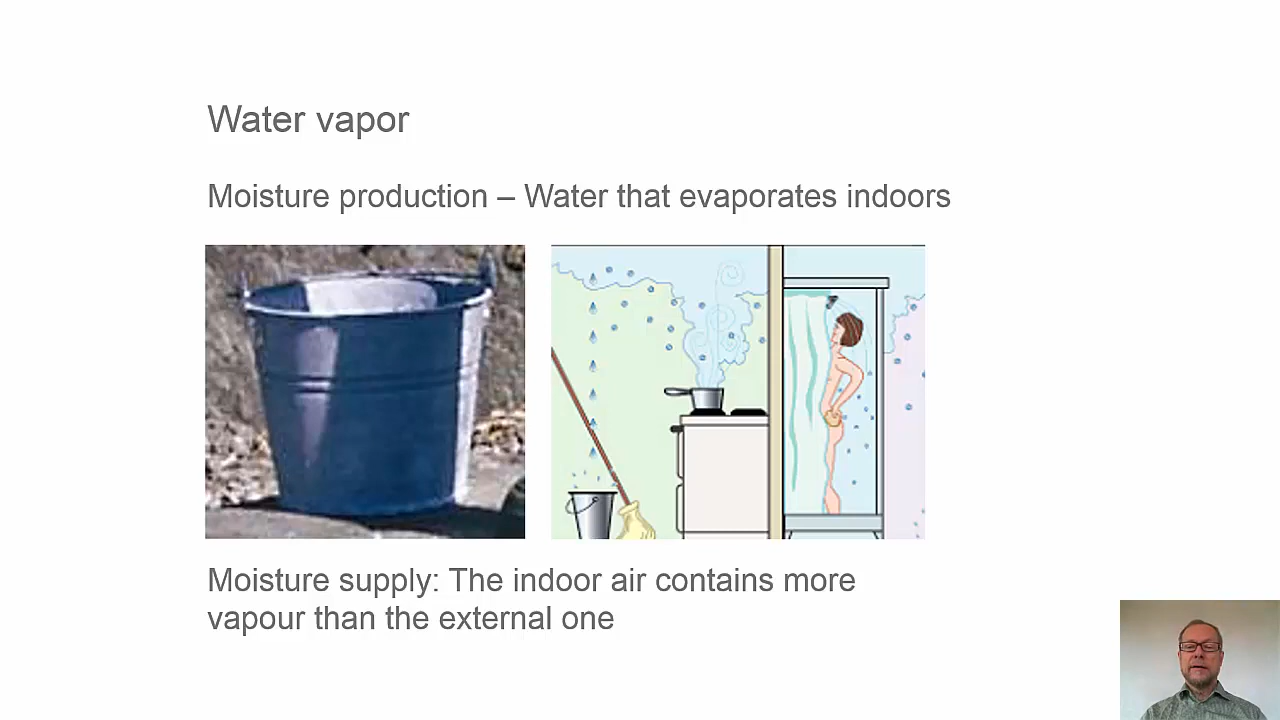 Water vapor
Moisture production – Water that evaporates indoors
Moisture supply: The indoor air contains more
vapour than the external one